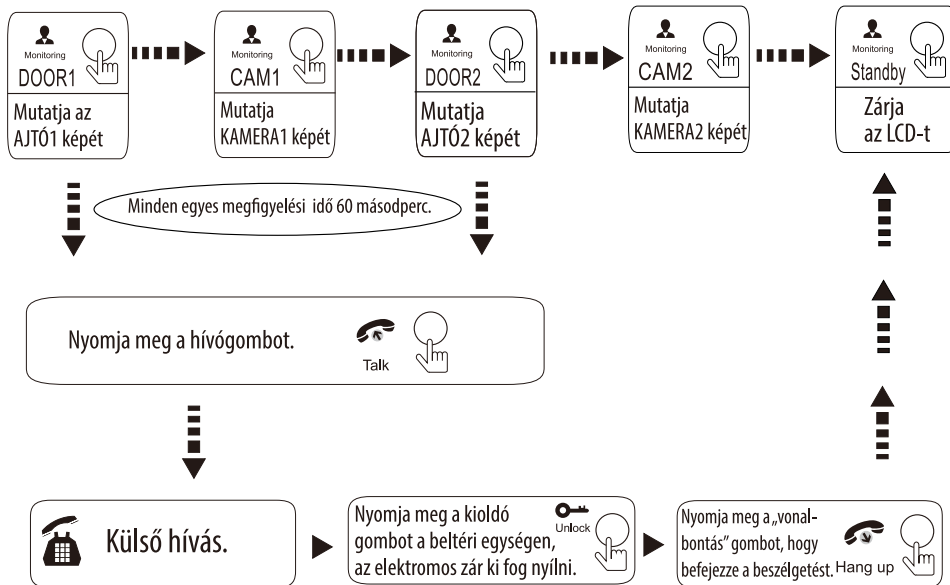 Monitoring
DOOR1
Mutatja az
AJTÓ1 képét
Monitoring
CAM1
Mutatja
KAMERA1 képét
Monitoring
DOOR2
Mutatja
AJTÓ2 képét
Monitoring
CAM2
Mutatja
KAMERA2 képét
Monitoring
Standby
Zárja
az LCD-t
Minden egyes megfigyelési idő 60 másodperc.
Nyomja meg a hívógombot.
Talk
Külső hívás.
Nyomja meg a kioldó
gombot a beltéri egységen,
az elektromos zár ki fog nyílni.
Unlock
Nyomja meg a „vonal-
bontás” gombot, hogy
befejezze a beszélgetést.
Hang up